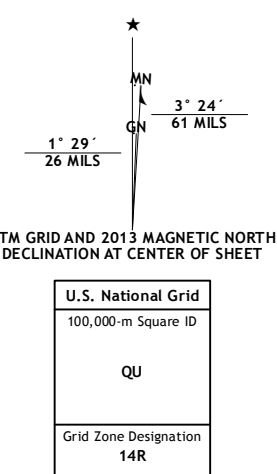 ★
MN
GN
3° 24´
61 MILS
1° 29´
26 MILS
TM GRID AND 2013 MAGNETIC NORTH
DECLINATION AT CENTER OF SHEET
U.S. National Grid
100,000-m Square ID
QU
Grid Zone Designation
14R